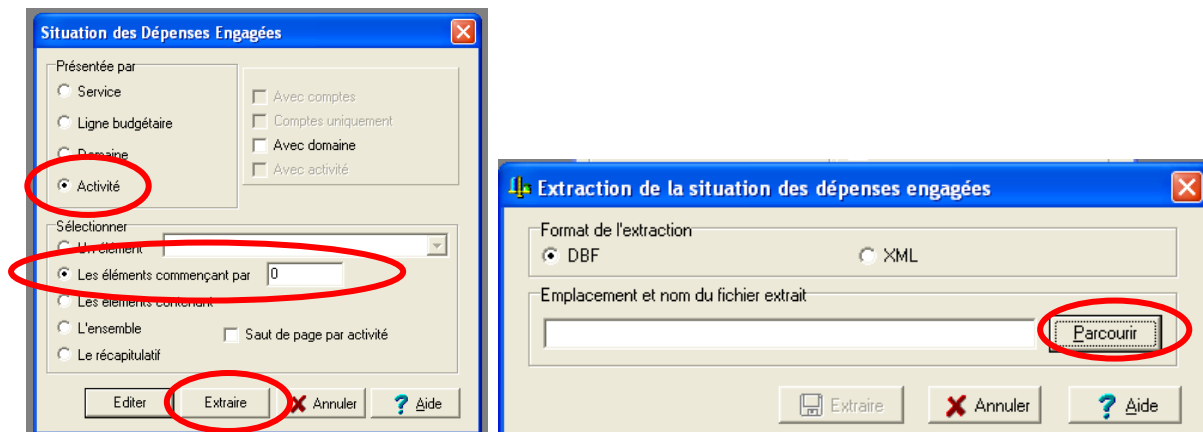 Situation des Dépenses Engagées
Présentée par
Service
Ligne budgétaire
Domaine
Activité
Avec comptes
Comptes uniquement
Avec domaine
Avec activité
Sélectionner
Un élément
Les éléments commençant par 0
Les éléments contenant
L'ensemble
Saut de page par activité
Le récapitulatif
Editer Extraire Annuler Aide
Extraction de la situation des dépenses engagées
Format de l'extraction
DBF XML
Emplacement et nom du fichier extrait
Parcourir
Extraire Annuler Aide